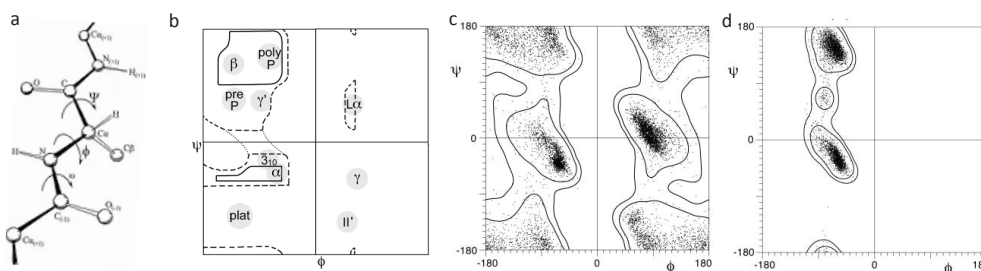 a
Cα(+1)
N(+1)
H(+1)
O
C
Ψ
H
Cα
ϕ
Cβ
H
N
ω
C(-1)
O(-1)
Cα(+1)
b
β
poly
P
pre
P
γ'
Lα
ψ
3₁₀
α
γ
plat
II'
ϕ
c
180
ψ
0
-180
-180
0
ϕ
180
d
180
ψ
0
-180
0
ϕ
180